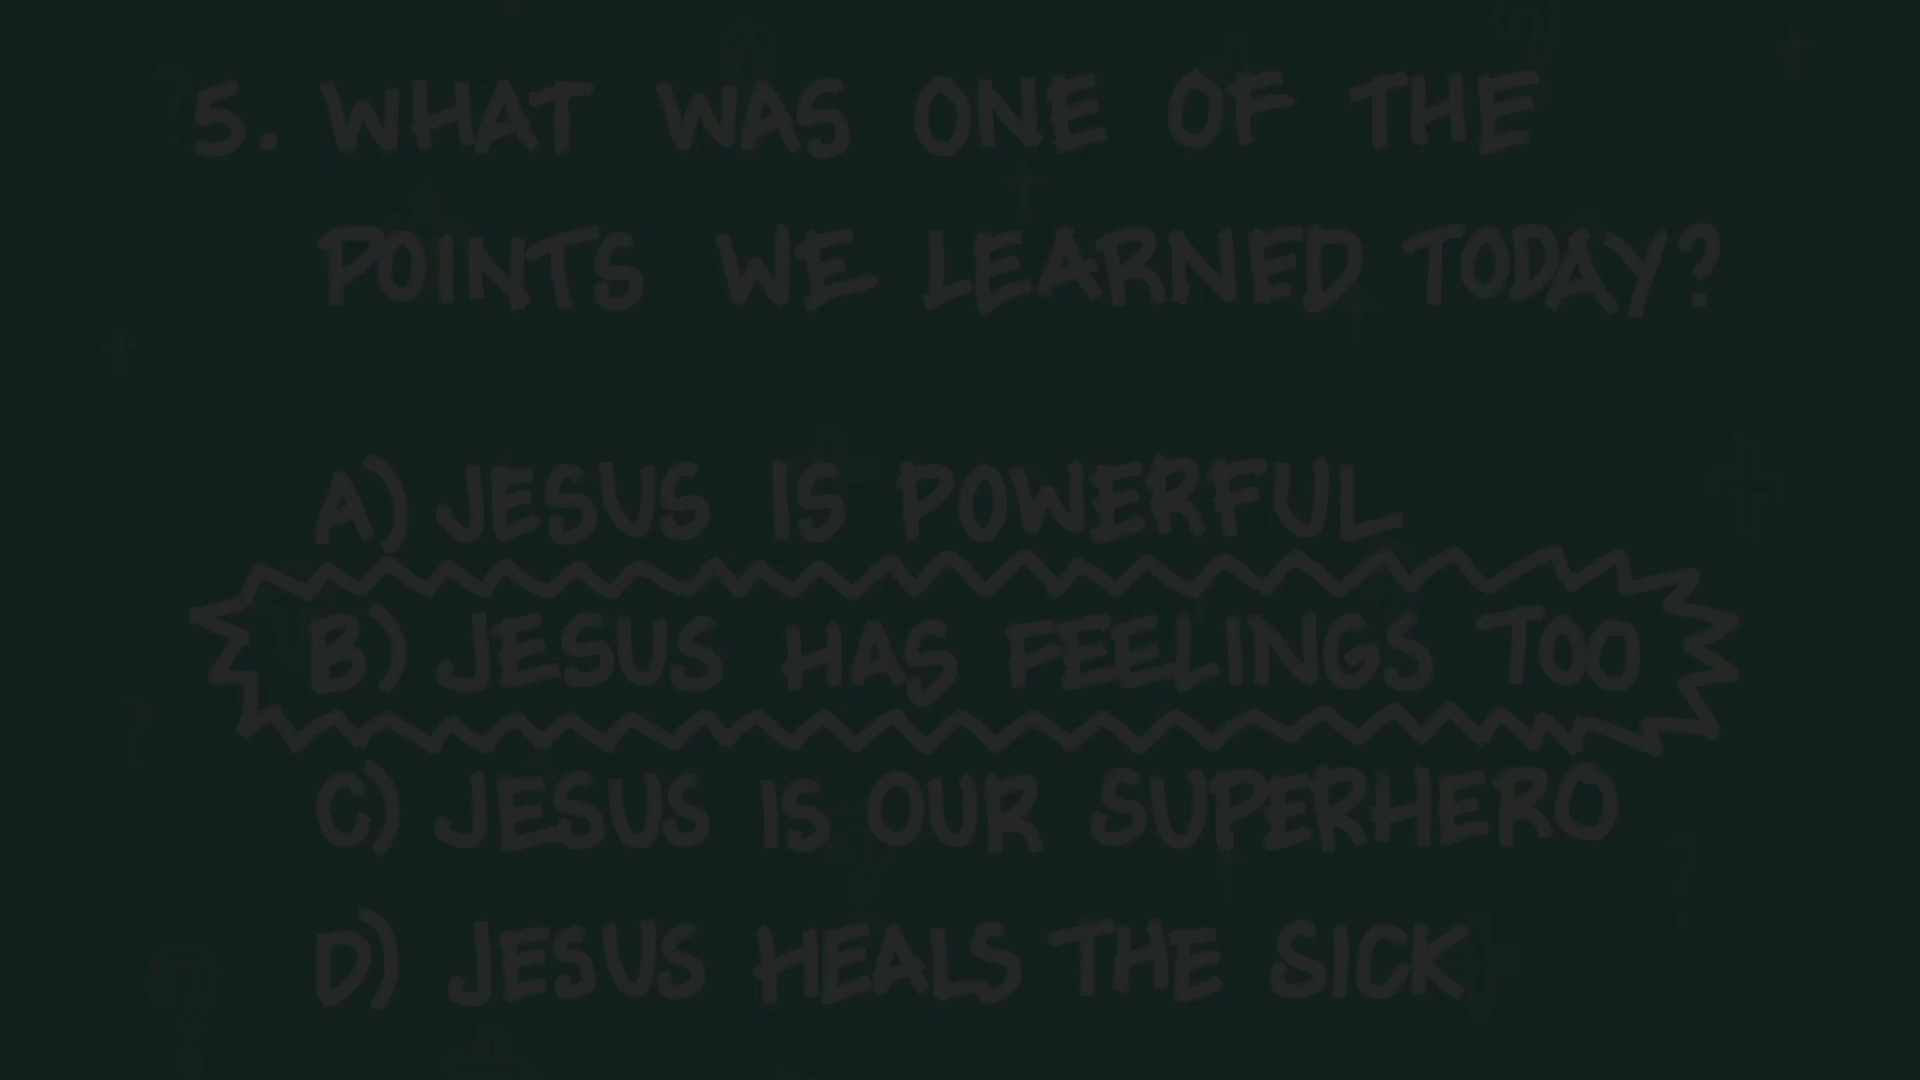 5. WHAT WAS ONE OF THE
POINTS WE LEARNED TODAY?
A) JESUS IS POWERFUL
B) JESUS HAS FEELINGS TOO
C) JESUS IS OUR SUPERHERO
D) JESUS HEALS THE SICK